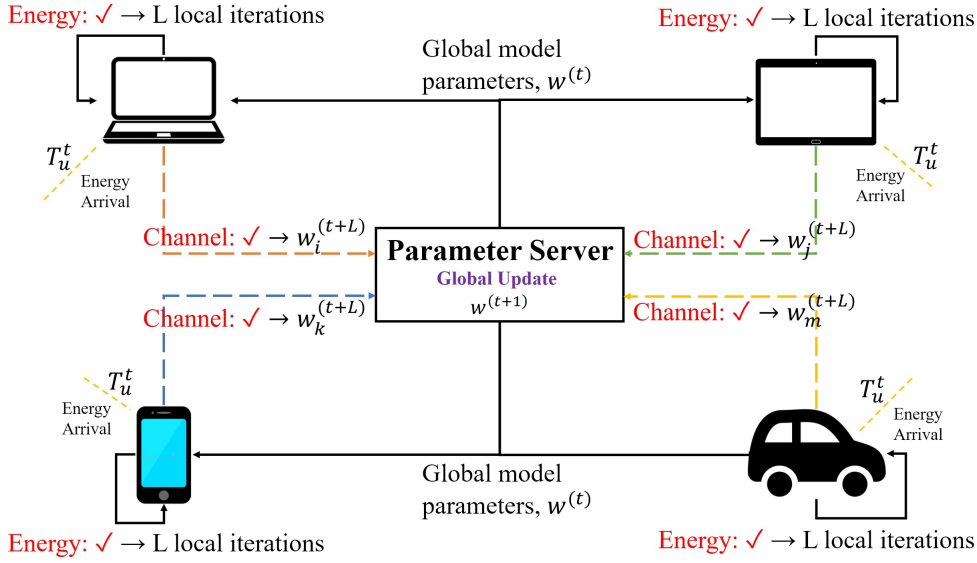 Energy: ✓ → L local iterations
Energy: ✓ → L local iterations
Global model
parameters, w^(t)
T_u^t
Energy
Arrival
T_u^t
Energy
Arrival
Channel: ✓ → w_i^(t+L)
Channel: ✓ → w_j^(t+L)
Parameter Server
Global Update
w^(t+1)
Channel: ✓ → w_k^(t+L)
Channel: ✓ → w_m^(t+L)
T_u^t
Energy
Arrival
T_u^t
Energy
Arrival
Global model
parameters, w^(t)
Energy: ✓ → L local iterations
Energy: ✓ → L local iterations